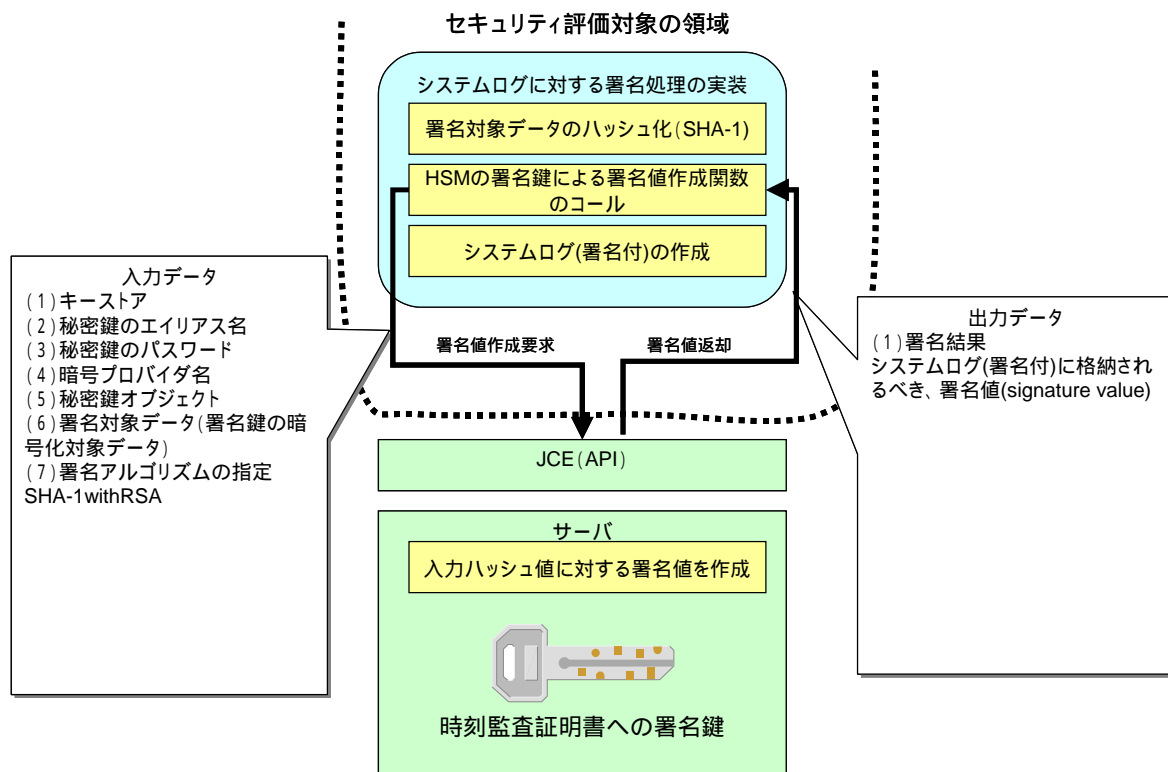 セキュリティ評価対象の領域
システムログに対する署名処理の実装
署名対象データのハッシュ化(SHA-1)
HSMの署名鍵による署名値作成関数
のコール
システムログ(署名付)の作成
入力データ
(1)キーストア
(2)秘密鍵のエイリアス名
(3)秘密鍵のパスワード
(4)暗号プロバイダ名
(5)秘密鍵オブジェクト
(6)署名対象データ(署名鍵の暗
号化対象データ)
(7)署名アルゴリズムの指定
SHA-1withRSA
署名値作成要求
署名値返却
出力データ
(1)署名結果
システムログ(署名付)に格納され
るべき、署名値(signature value)
JCE(API)
サーバ
入力ハッシュ値に対する署名値を作成
時刻監査証明書への署名鍵